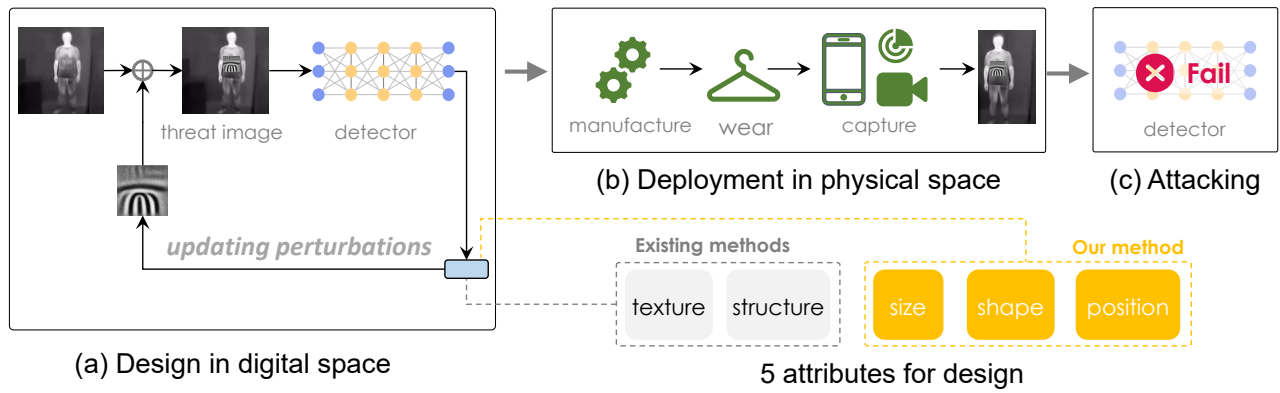 threat image
detector
updating perturbations
(a) Design in digital space
manufacture
wear
capture
(b) Deployment in physical space
Fail
detector
(c) Attacking
Existing methods
texture
structure
Our method
size
shape
position
5 attributes for design